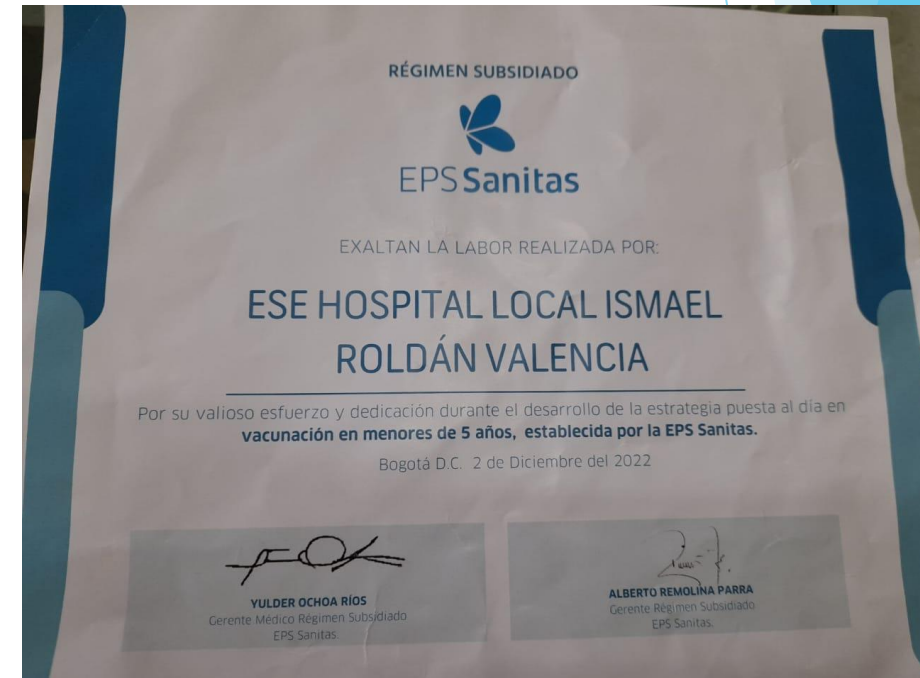 RÉGIMEN SUBSIDIADO
EPS Sanitas
EXALTAN LA LABOR REALIZADA POR:
ESE HOSPITAL LOCAL ISMAEL
ROLDÁN VALENCIA
Por su valioso esfuerzo y dedicación durante el desarrollo de la estrategia puesta al día en
vacunación en menores de 5 años, establecida por la EPS Sanitas.
Bogotá D.C. 2 de Diciembre del 2022
YULDER OCHOA RÍOS
Gerente Médico Régimen Subsidiado
EPS Sanitas.
ALBERTO REMOLINA PARRA
Gerente Régimen Subsidiado
EPS Sanitas.